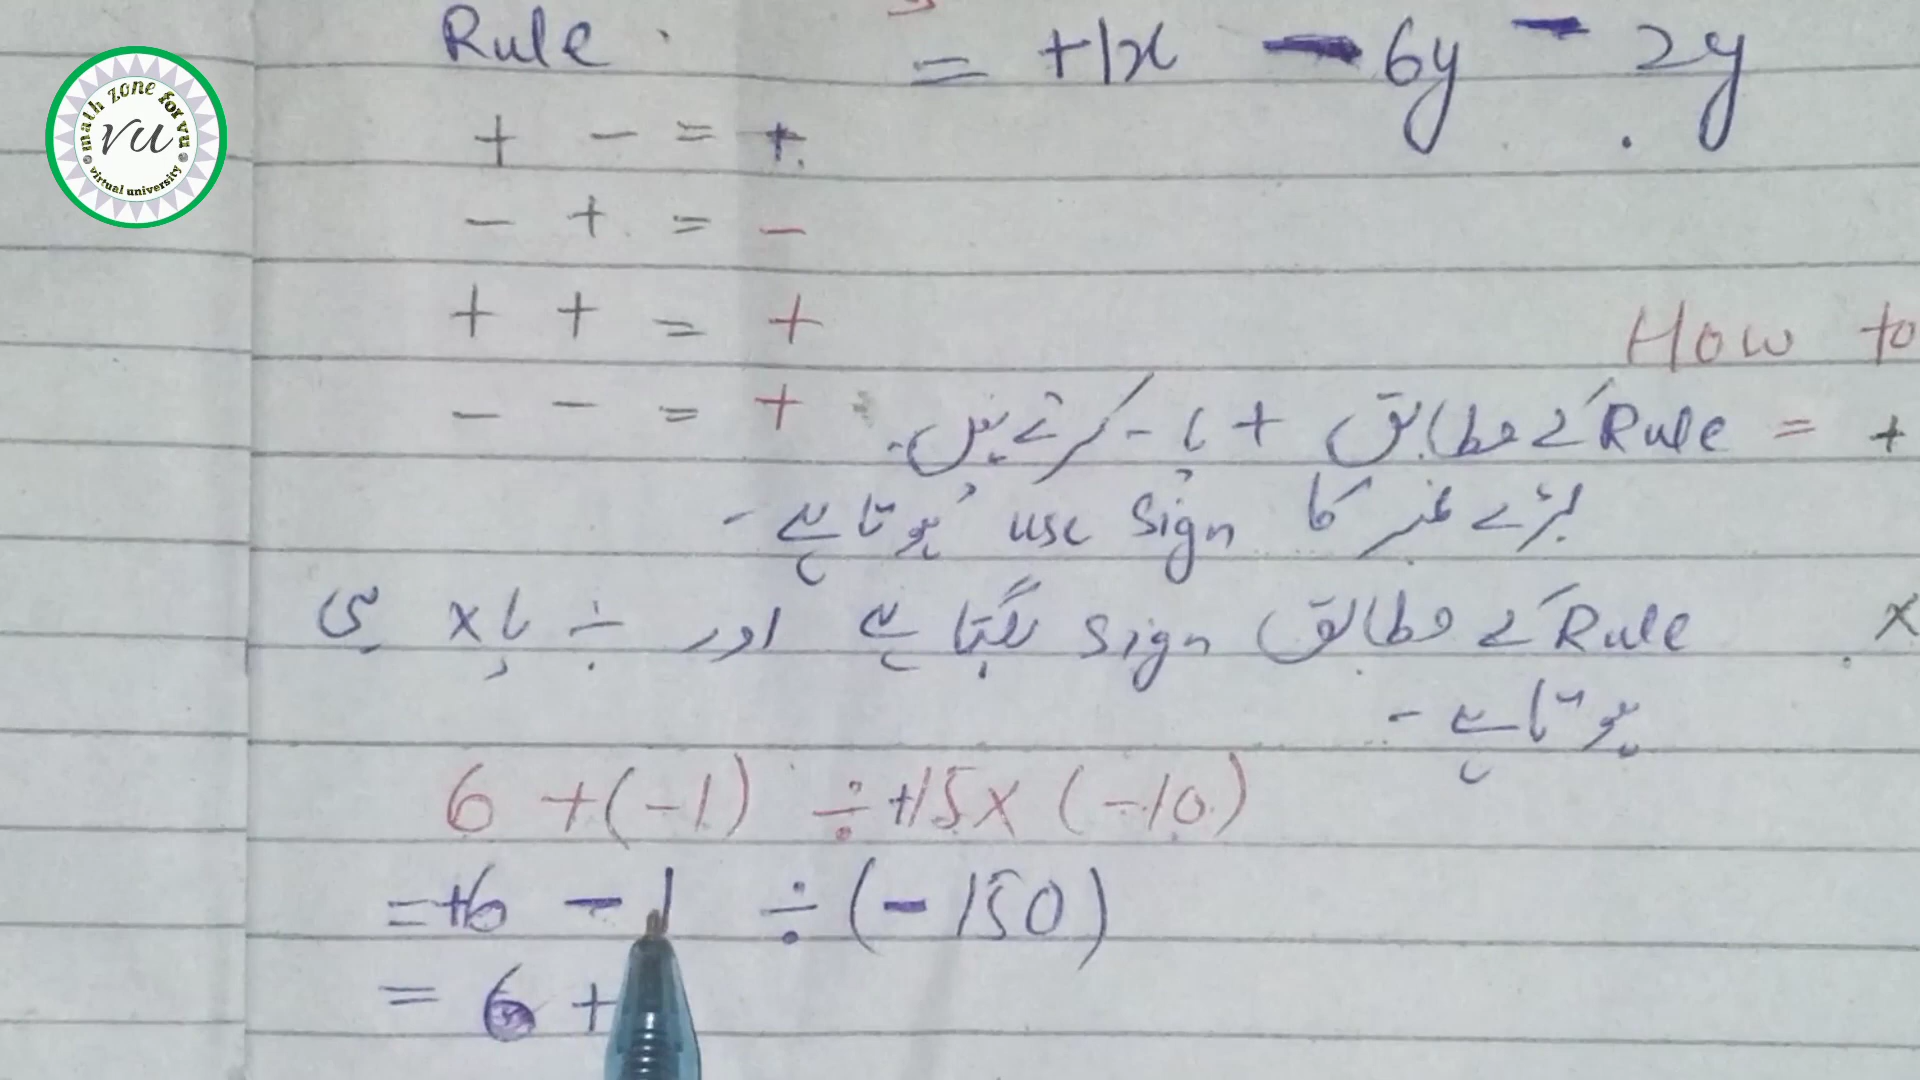 math zone for vu
vu
virtual university
Rule
= +1x - 6y - 2y
+ - = +
- + = -
+ + = +
How to
- - = +
+ = Rule کے مطابق + یا - کرتے ہیں۔
بڑے عدد کا Sign use ہوتا ہے -
x Rule کے مطابق Sign لگتا ہے اور ÷ یا x ہی
ہوتا ہے -
6 +(-1) ÷ +15 x (-10)
= +6 - 1 ÷ (-150)
= 6 +